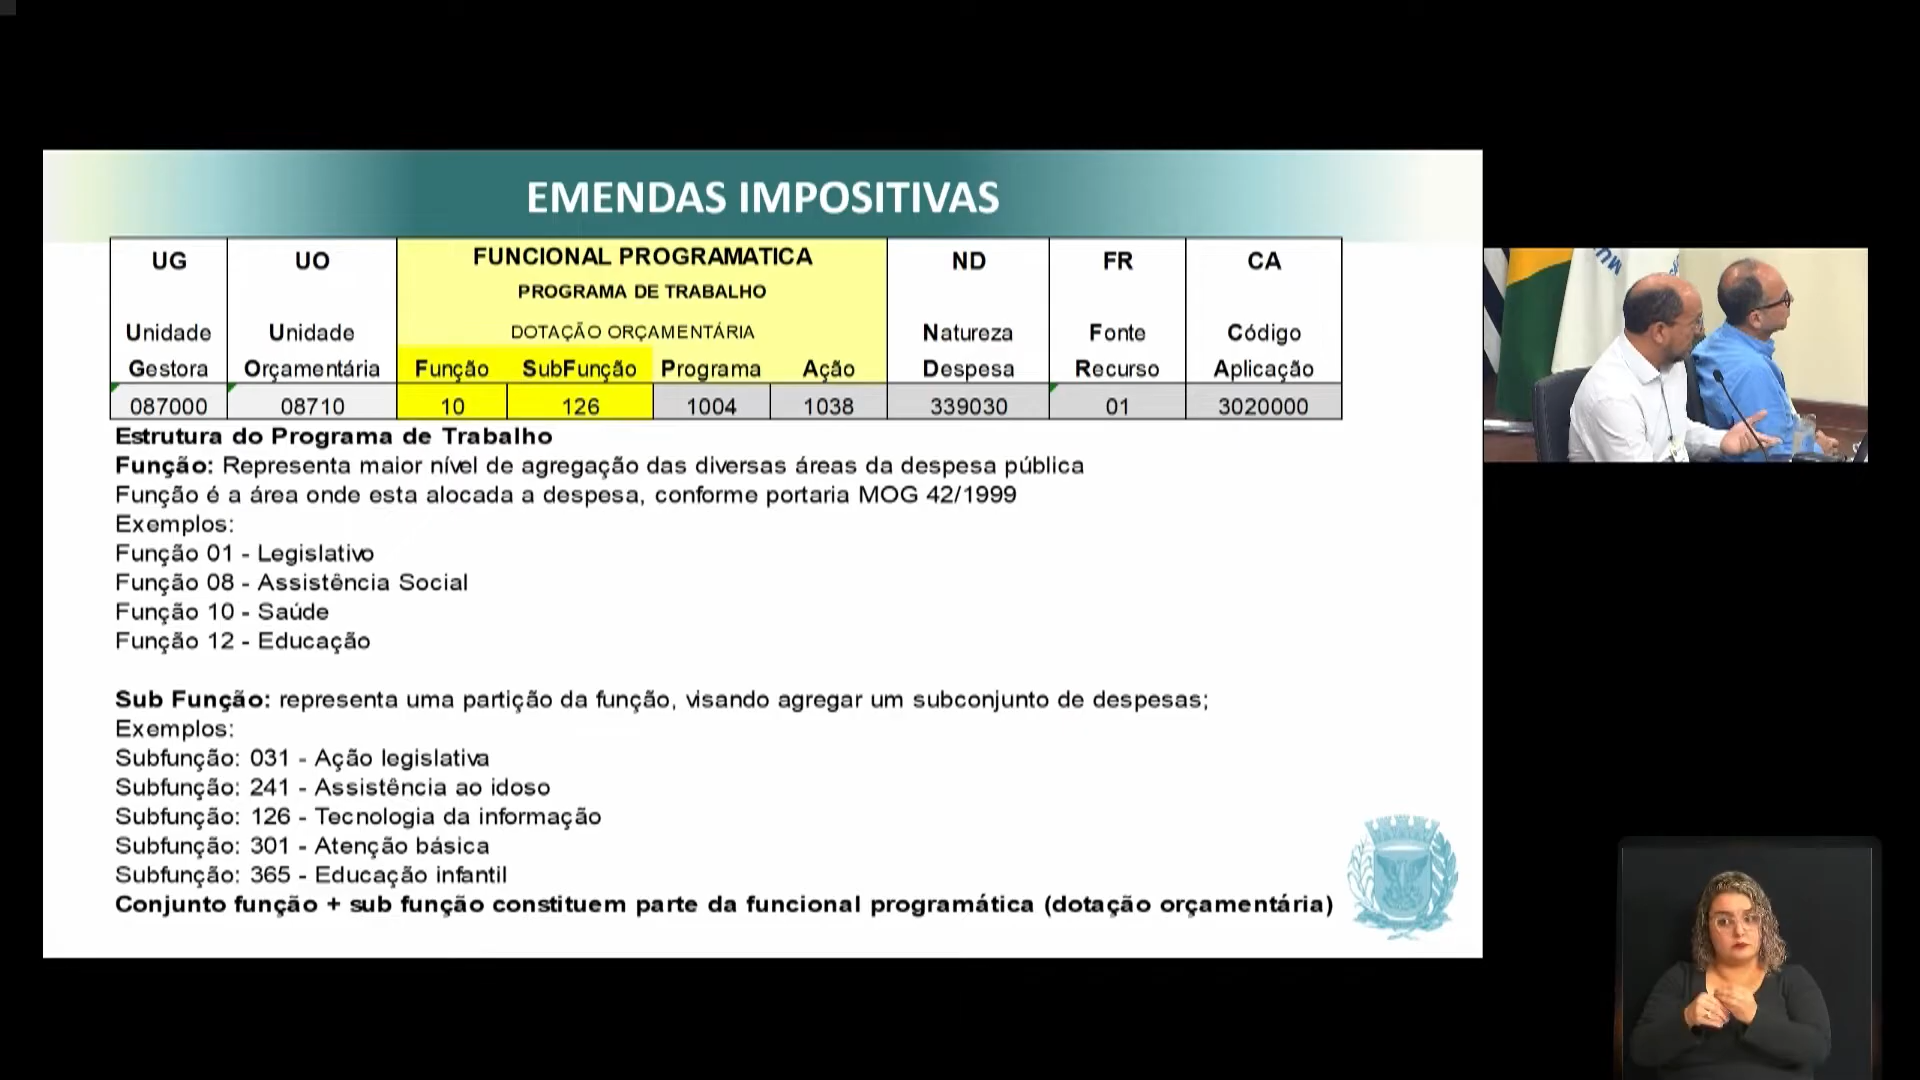 EMENDAS IMPOSITIVAS
UG UO FUNCIONAL PROGRAMATICA ND FR CA
PROGRAMA DE TRABALHO
Unidade Unidade DOTAÇÃO ORÇAMENTÁRIA Natureza Fonte Código
Gestora Orçamentária Função SubFunção Programa Ação Despesa Recurso Aplicação
087000 08710 10 126 1004 1038 339030 01 3020000
Estrutura do Programa de Trabalho
Função: Representa maior nível de agregação das diversas áreas da despesa pública
Função é a área onde esta alocada a despesa, conforme portaria MOG 42/1999
Exemplos:
Função 01 - Legislativo
Função 08 - Assistência Social
Função 10 - Saúde
Função 12 - Educação
Sub Função: representa uma partição da função, visando agregar um subconjunto de despesas;
Exemplos:
Subfunção: 031 - Ação legislativa
Subfunção: 241 - Assistência ao idoso
Subfunção: 126 - Tecnologia da informação
Subfunção: 301 - Atenção básica
Subfunção: 365 - Educação infantil
Conjunto função + sub função constituem parte da funcional programática (dotação orçamentária)